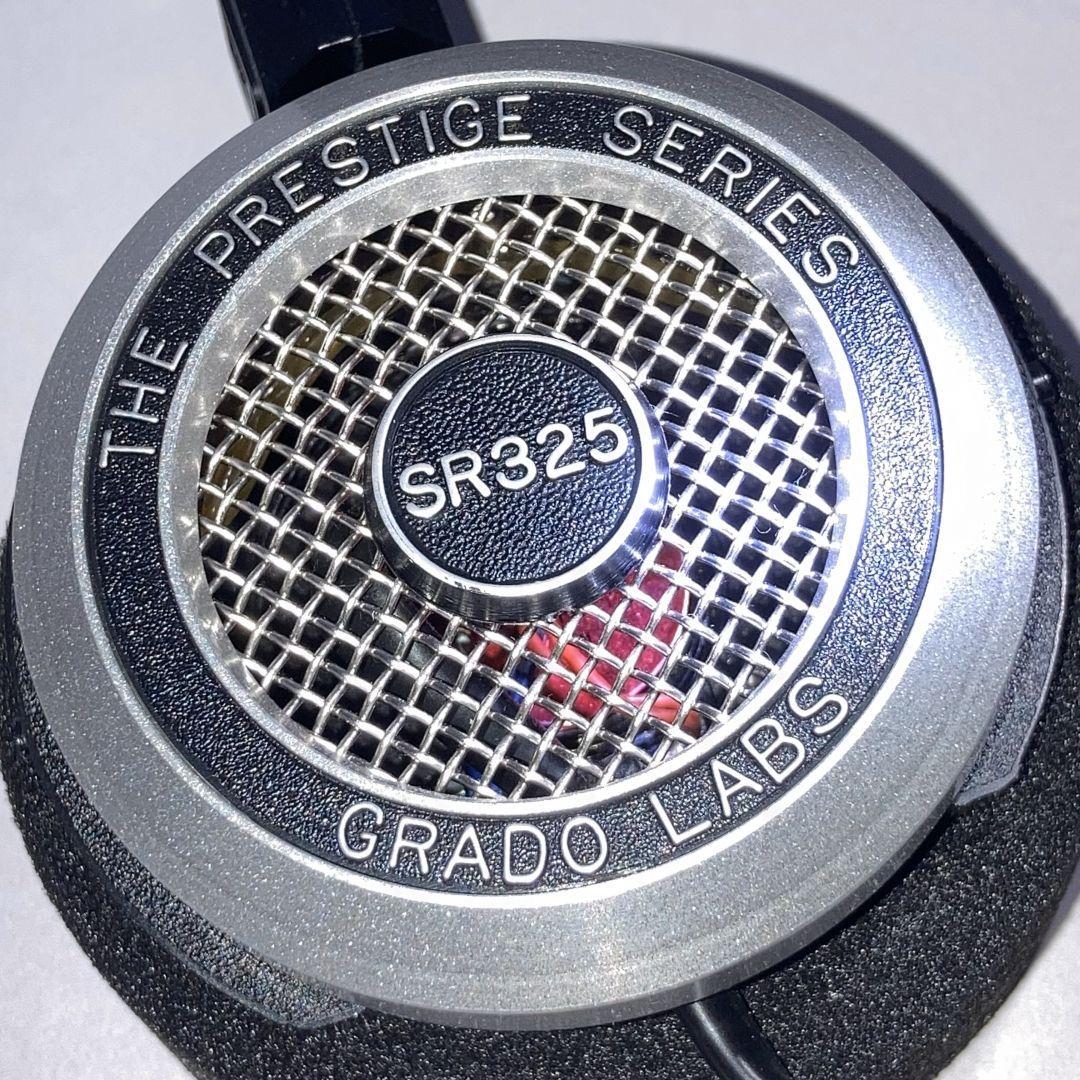 THE PRESTIGE SERIES
SR325
GRADO LABS